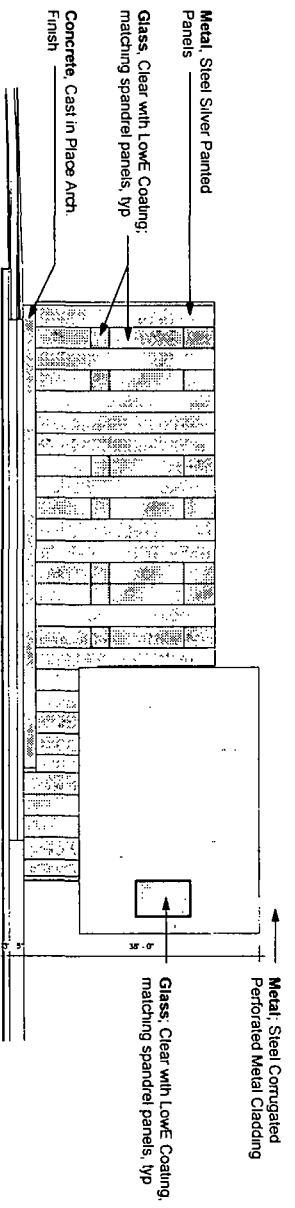 Metal, Steel Silver Painted
Panels
Glass, Clear with LowE Coating;
matching spandrel panels, typ
Concrete, Cast in Place Arch.
Finish
Metal; Steel Corrugated
Perforated Metal Cladding
Glass; Clear with LowE Coating,
matching spandrel panels, typ
38'-0"
5'